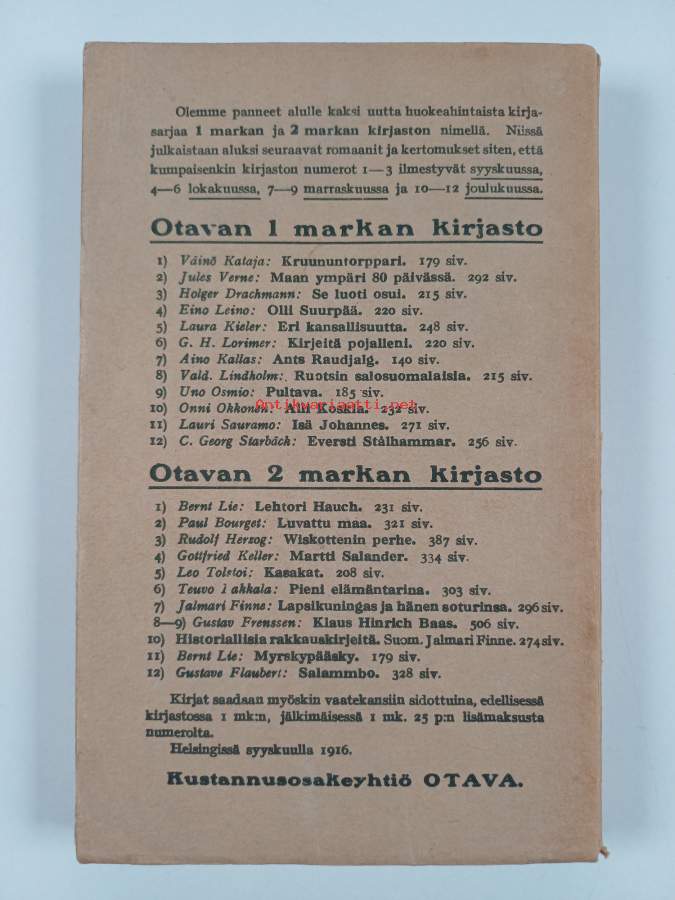 Olemme panneet alulle kaksi uutta huokeahintaista kirja-
sarjaa 1 markan ja 2 markan kirjaston nimellä. Niissä
julkaistaan aluksi seuraavat romaanit ja kertomukset siten, että
kumpaisenkin kirjaston numerot 1—3 ilmestyvät syyskuussa,
4—6 lokakuussa, 7—9 marraskuussa ja 10—12 joulukuussa.
Otavan 1 markan kirjasto
1) Väinö Kataja: Kruununtorppari. 179 siv.
2) Jules Verne: Maan ympäri 80 päivässä. 292 siv.
3) Holger Drachmann: Se luoti osui. 215 siv.
4) Eino Leino: Olli Suurpää. 220 siv.
5) Laura Kieler: Eri kansallisuutta. 248 siv.
6) G. H. Lorimer: Kirjeitä pojalleni. 220 siv.
7) Aino Kallas: Ants Raudjalg. 140 siv.
8) Vald. Lindholm: Ruotsin salosuomalaisia. 215 siv.
9) Uno Osmio: Pultava. 185 siv.
Antikvariaatti.net
10) Onni Okkonen: Alli Koskia. 232 siv.
11) Lauri Sauramo: Isä Johannes. 271 siv.
12) C. Georg Starbäck: Eversti Stålhammar. 256 siv.
Otavan 2 markan kirjasto
1) Bernt Lie: Lehtori Hauch. 231 siv.
2) Paul Bourget: Luvattu maa. 321 siv.
3) Rudolf Herzog: Wiskottenin perhe. 387 siv.
4) Gottfried Keller: Martti Salander. 334 siv.
5) Leo Tolstoi: Kasakat. 208 siv.
6) Teuvo Pakkala: Pieni elämäntarina. 303 siv.
7) Jalmari Finne: Lapsikuningas ja hänen soturinsa. 296 siv.
8—9) Gustav Frenssen: Klaus Hinrich Baas. 506 siv.
10) Historiallisia rakkauskirjeitä. Suom. Jalmari Finne. 274 siv.
11) Bernt Lie: Myrskypääsky. 179 siv.
12) Gustave Flaubert: Salammbo. 328 siv.
Kirjat saadaan myöskin vaatekansiin sidottuina, edellisessä
kirjastossa 1 mk:n, jälkimäisessä 1 mk. 25 p:n lisämaksusta
numerolta.
Helsingissä syyskuulla 1916.
Kustannusosakeyhtiö OTAVA.